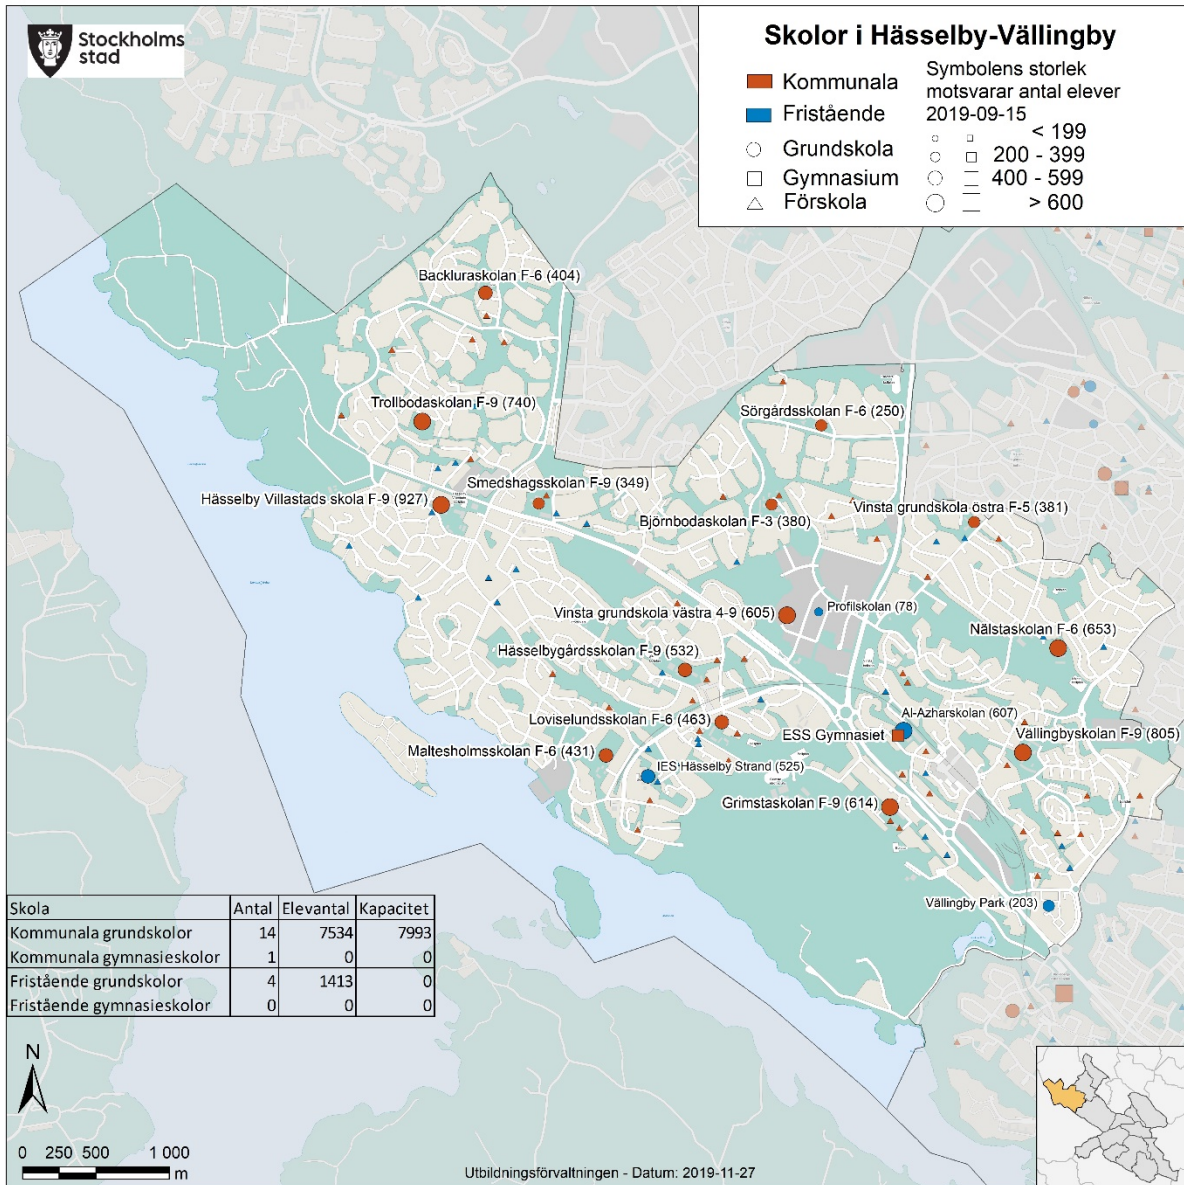 Stockholms
stad
Skolor i Hässelby-Vällingby
Kommunala
Fristående
Grundskola
Gymnasium
Förskola
Symbolens storlek
motsvarar antal elever
2019-09-15
< 199
200 - 399
400 - 599
> 600
Backluraskolan F-6 (404)
Trollbodaskolan F-9 (740)
Sörgårdsskolan F-6 (250)
Smedshagsskolan F-9 (349)
Hässelby Villastads skola F-9 (927)
Björnbodaskolan F-3 (380)
Vinsta grundskola östra F-5 (381)
Vinsta grundskola västra 4-9 (605)
Profilskolan (78)
Nälstaskolan F-6 (653)
Hässelbygårdsskolan F-9 (532)
Loviselundsskolan F-6 (463)
Al-Azharskolan (607)
ESS Gymnasiet
Vällingbyskolan F-9 (805)
Maltesholmsskolan F-6 (431)
IES Hässelby Strand (525)
Grimstaskolan F-9 (614)
Vällingby Park (203)
Skola Antal Elevantal Kapacitet
Kommunala grundskolor 14 7534 7993
Kommunala gymnasieskolor 1 0 0
Fristående grundskolor 4 1413 0
Fristående gymnasieskolor 0 0 0
N
0 250 500 1 000
m
Utbildningsförvaltningen - Datum: 2019-11-27